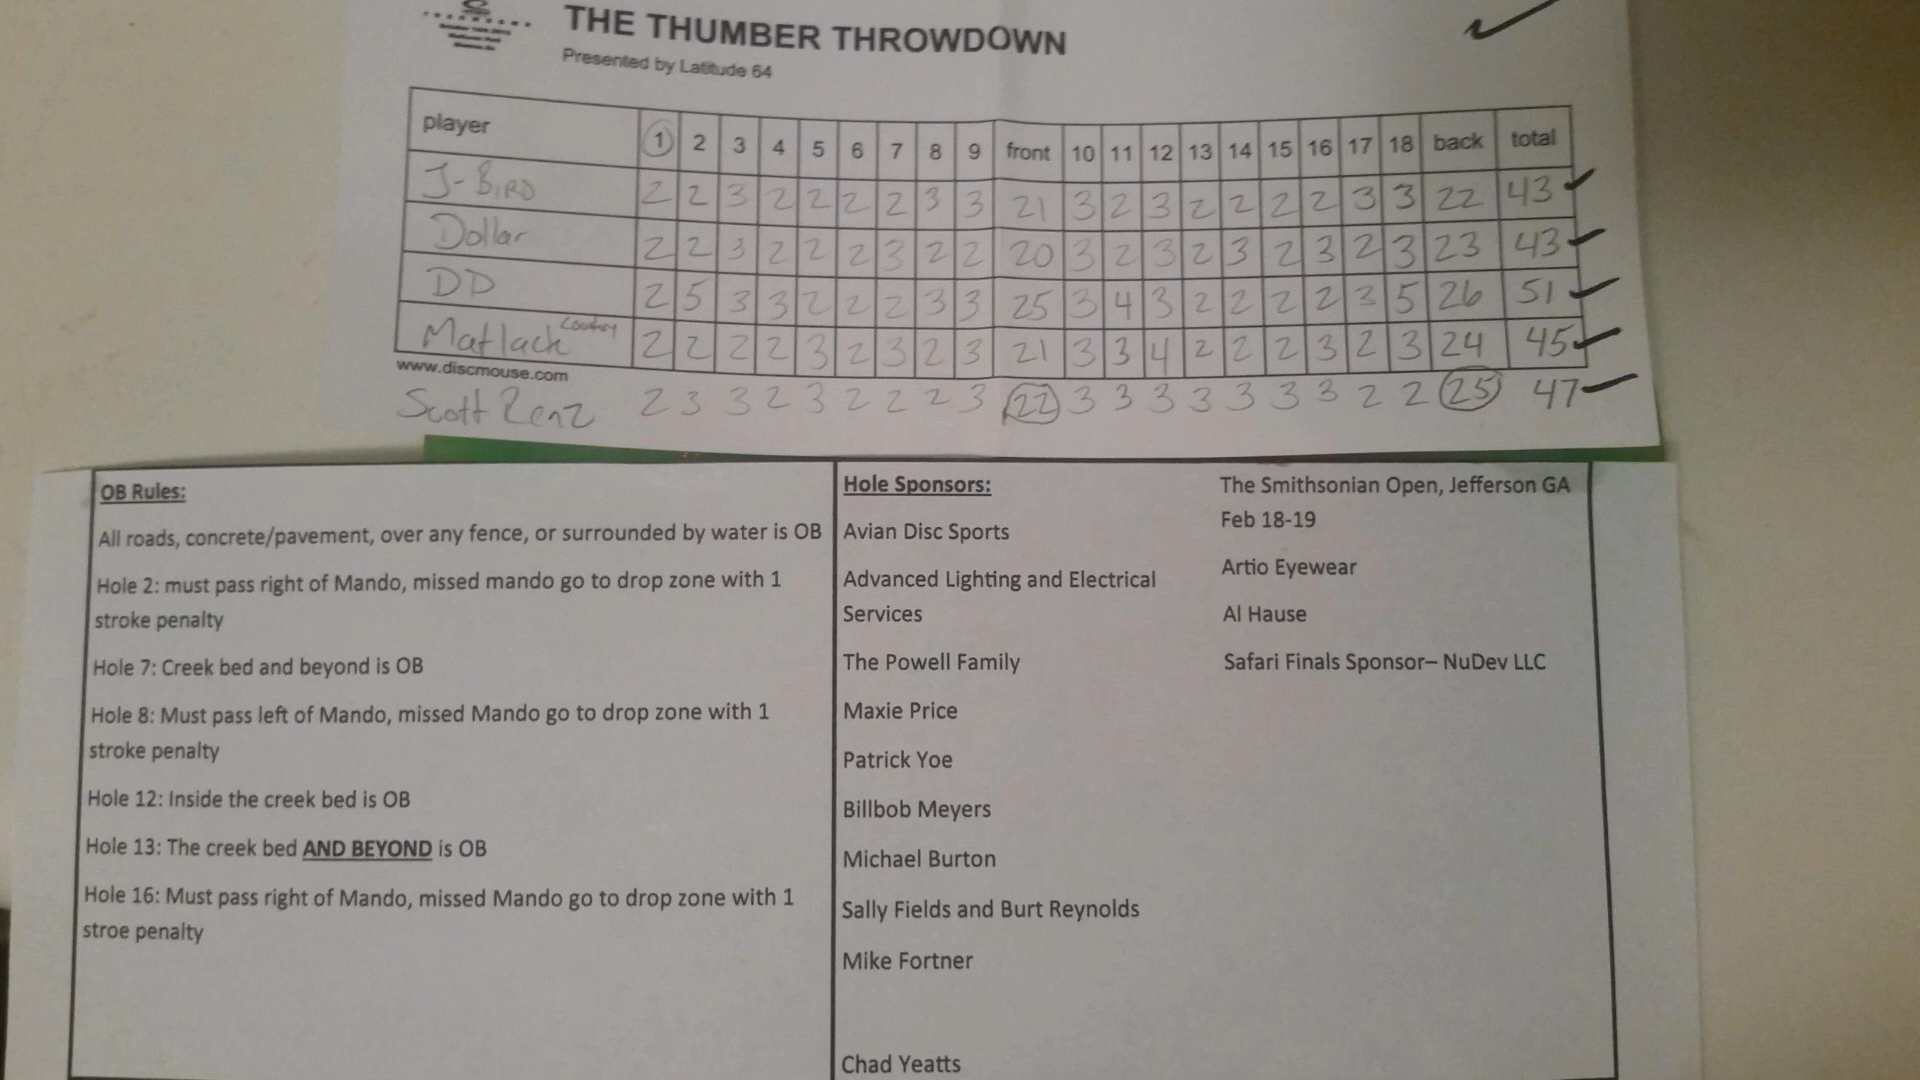 THE THUMBER THROWDOWN
Presented by Latitude 64
player 1 2 3 4 5 6 7 8 9 front 10 11 12 13 14 15 16 17 18 back total
J-BIRD 2 2 3 2 2 2 2 3 3 21 3 2 3 2 2 2 2 3 3 22 43
Dollar 2 2 3 2 2 2 3 2 2 20 3 2 3 2 3 2 3 2 3 23 43
DD 2 5 3 3 2 2 2 3 3 25 3 4 3 2 2 2 2 3 5 26 51
Matlack 2 2 2 2 3 2 3 2 3 21 3 3 4 2 2 2 3 2 3 24 45
www.discmouse.com
Scott Renz 2 3 3 2 3 2 2 2 3 22 3 3 3 3 3 3 3 2 2 25 47
OB Rules:
All roads, concrete/pavement, over any fence, or surrounded by water is OB
Hole 2: must pass right of Mando, missed mando go to drop zone with 1
stroke penalty
Hole 7: Creek bed and beyond is OB
Hole 8: Must pass left of Mando, missed Mando go to drop zone with 1
stroke penalty
Hole 12: Inside the creek bed is OB
Hole 13: The creek bed AND BEYOND is OB
Hole 16: Must pass right of Mando, missed Mando go to drop zone with 1
stroe penalty
Hole Sponsors:
Avian Disc Sports
Advanced Lighting and Electrical
Services
The Powell Family
Maxie Price
Patrick Yoe
Billbob Meyers
Michael Burton
Sally Fields and Burt Reynolds
Mike Fortner
Chad Yeatts
The Smithsonian Open, Jefferson GA
Feb 18-19
Artio Eyewear
Al Hause
Safari Finals Sponsor– NuDev LLC